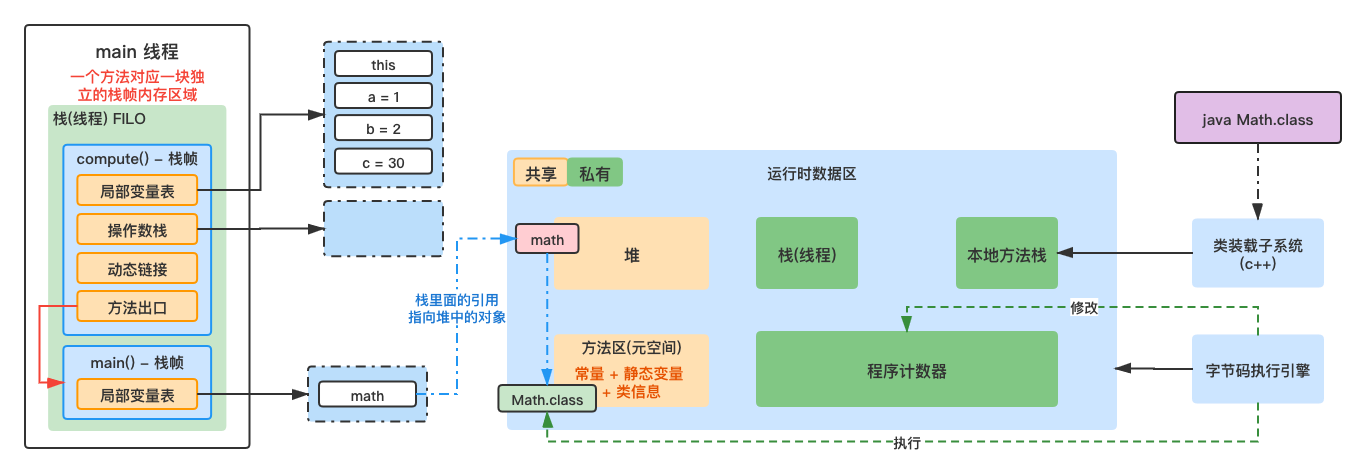 main 线程
一个方法对应一块独
立的栈帧内存区域
栈(线程) FILO
compute() – 栈帧
局部变量表
操作数栈
动态链接
方法出口
main() – 栈帧
局部变量表
this
a = 1
b = 2
c = 30
math
栈里面的引用
指向堆中的对象
共享
私有
运行时数据区
math
堆
栈(线程)
本地方法栈
方法区(元空间)
常量 + 静态变量
+ 类信息
Math.class
程序计数器
修改
执行
java Math.class
类装载子系统
(c++)
字节码执行引擎